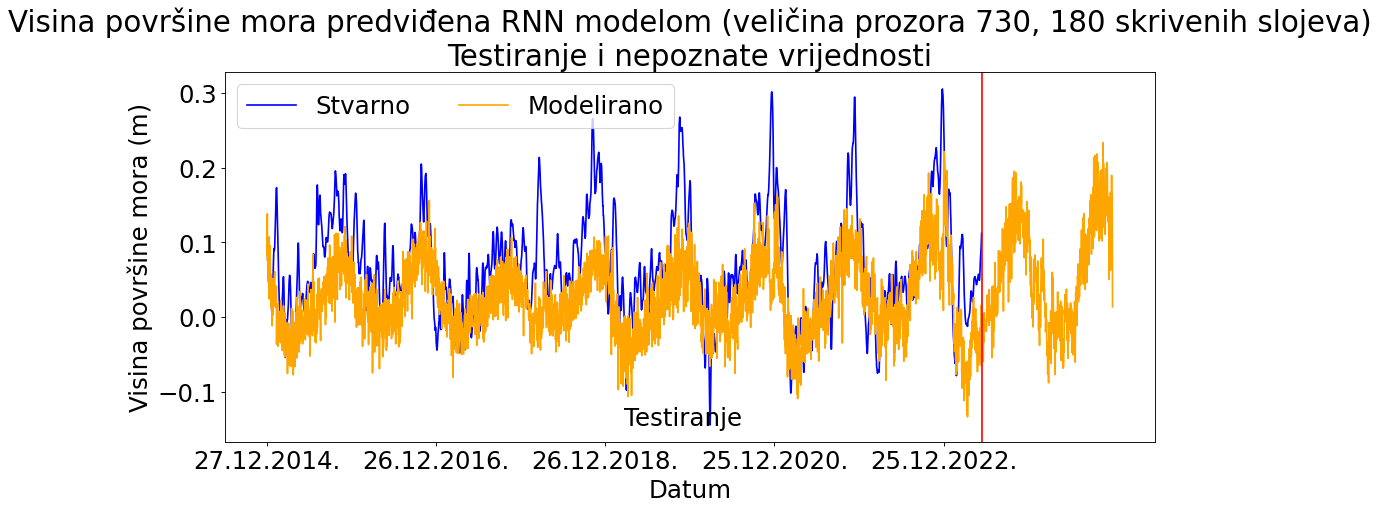 Visina površine mora predviđena RNN modelom (veličina prozora 730, 180 skrivenih slojeva)
Testiranje i nepoznate vrijednosti
Stvarno Modelirano
Visina površine mora (m)
0.3
0.2
0.1
0.0
−0.1
Testiranje
27.12.2014. 26.12.2016. 26.12.2018. 25.12.2020. 25.12.2022.
Datum